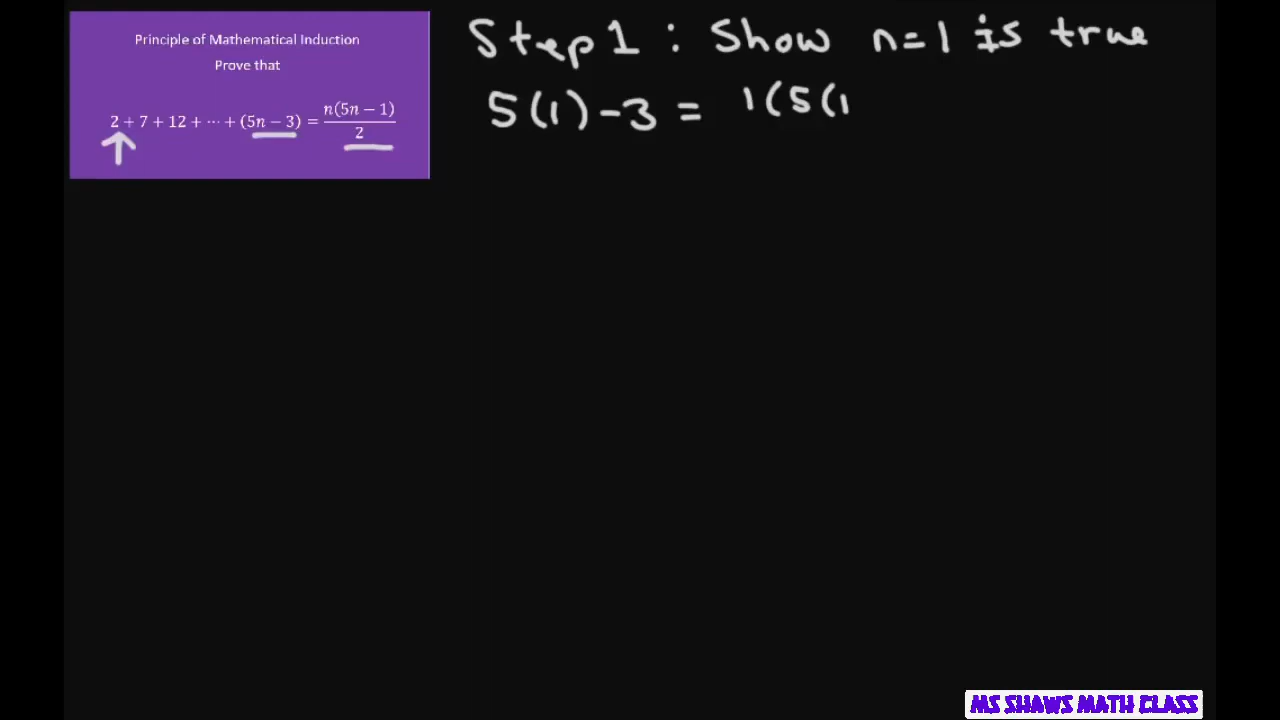 Principle of Mathematical Induction
Prove that
2 + 7 + 12 + ⋯ + (5n − 3) = n(5n − 1)/2
Step 1 : Show n=1 is true
5(1)-3 = 1(5(1
MS SHAWS MATH CLASS